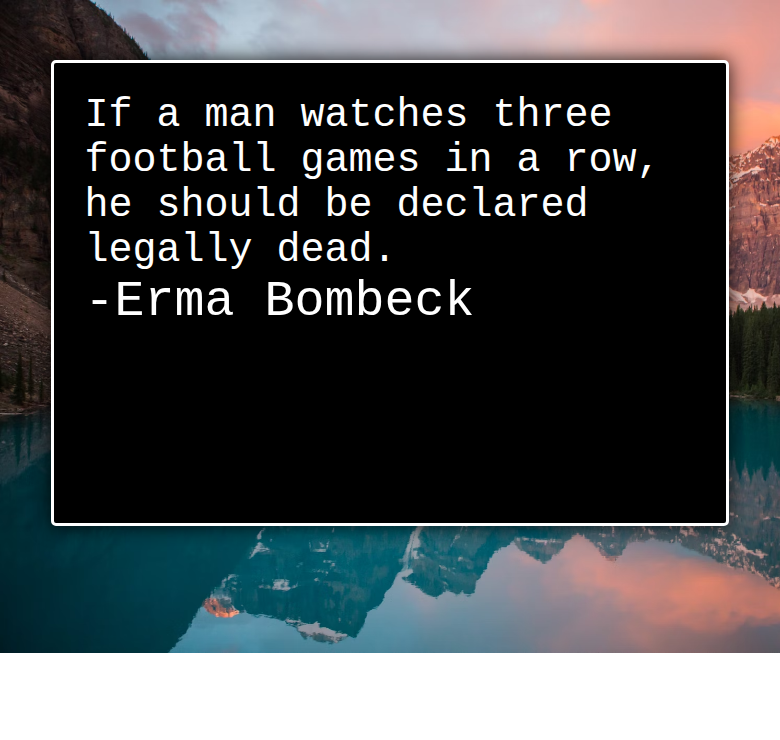 If a man watches three
football games in a row,
he should be declared
legally dead.
-Erma Bombeck